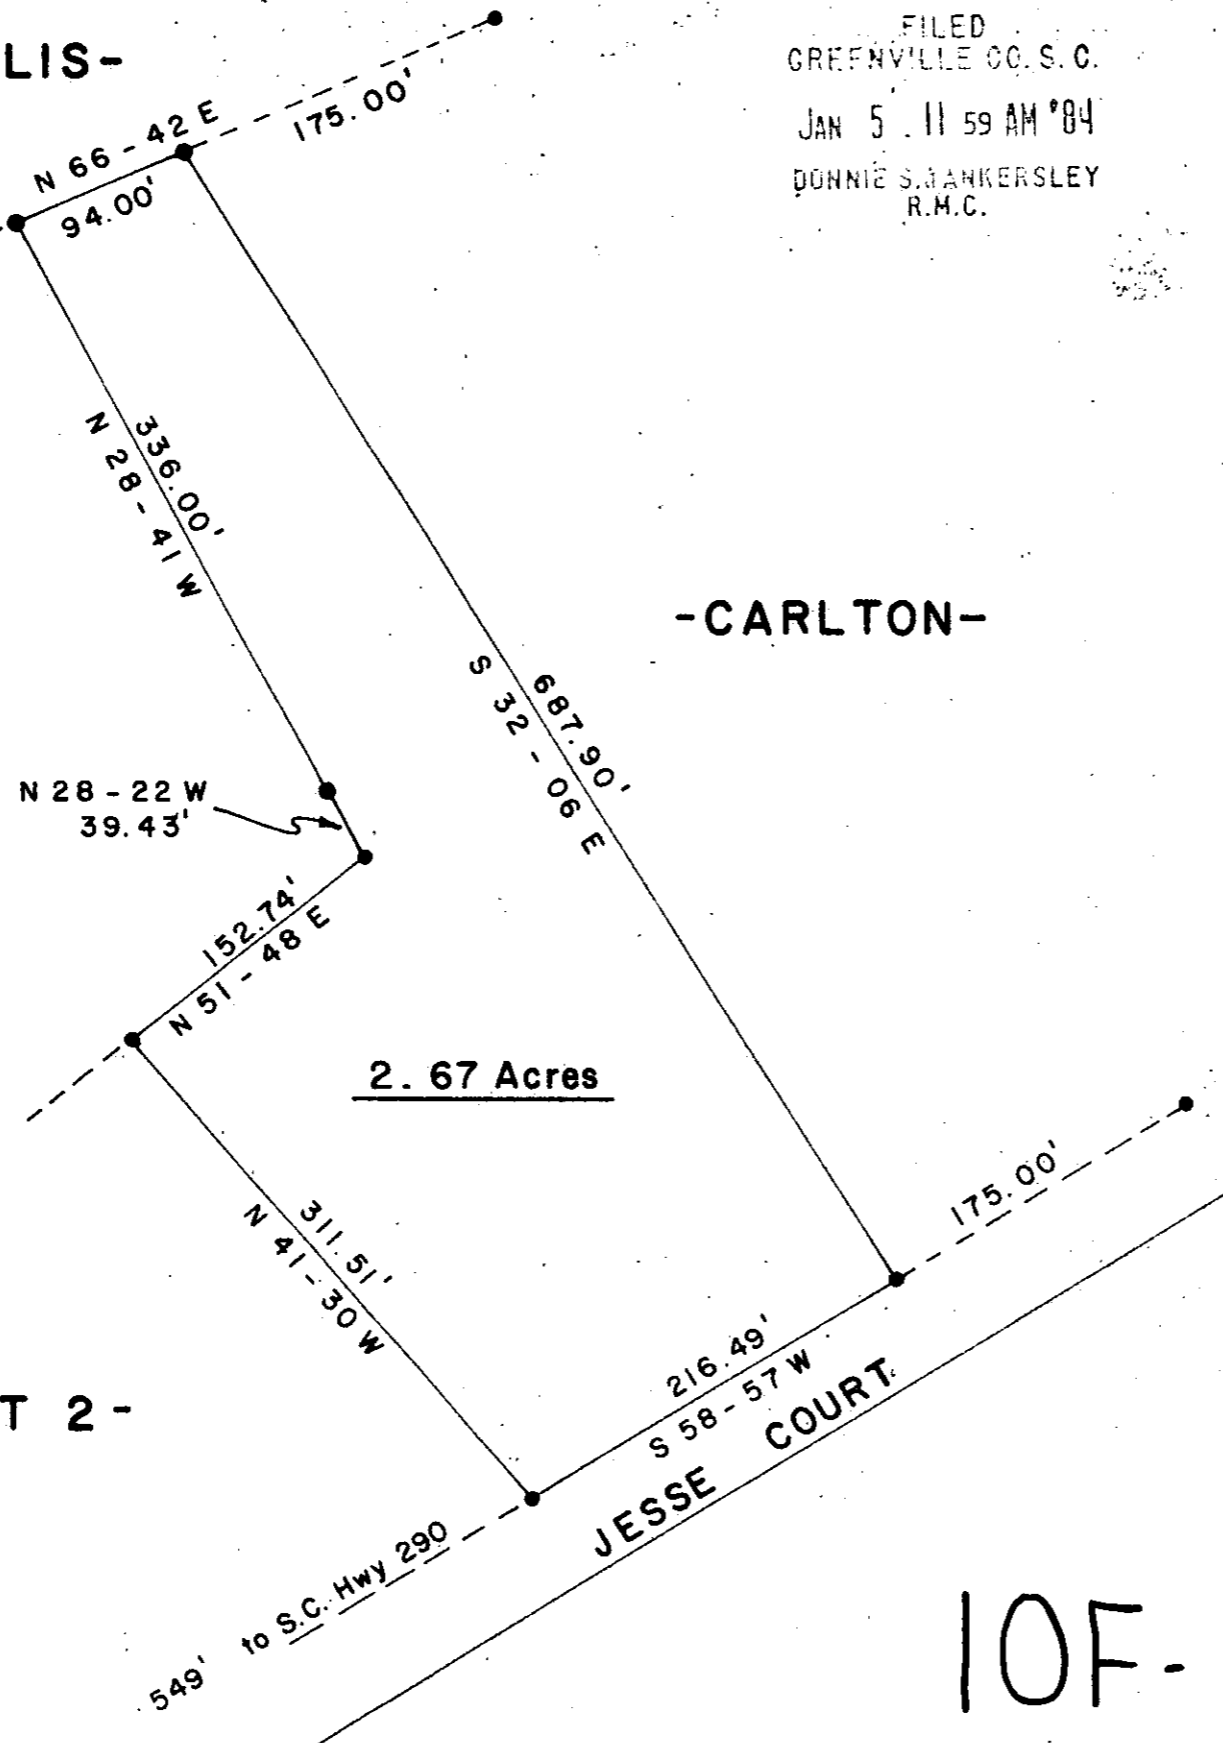 LIS-
FILED
GREENVILLE CO. S. C.
JAN 5 11 59 AM '84
DONNIE S. TANKERSLEY
R.M.C.
N 66 - 42 E
94.00'
175.00'
336.00'
N 28 - 41 W
-CARLTON-
687.90'
S 32 - 06 E
N 28 - 22 W
39.43'
152.74'
N 51 - 48 E
2.67 Acres
311.51'
N 41 - 30 W
175.00'
216.49'
S 58 - 57 W
JESSE COURT
T 2 -
549' to S.C. Hwy 290
10F-